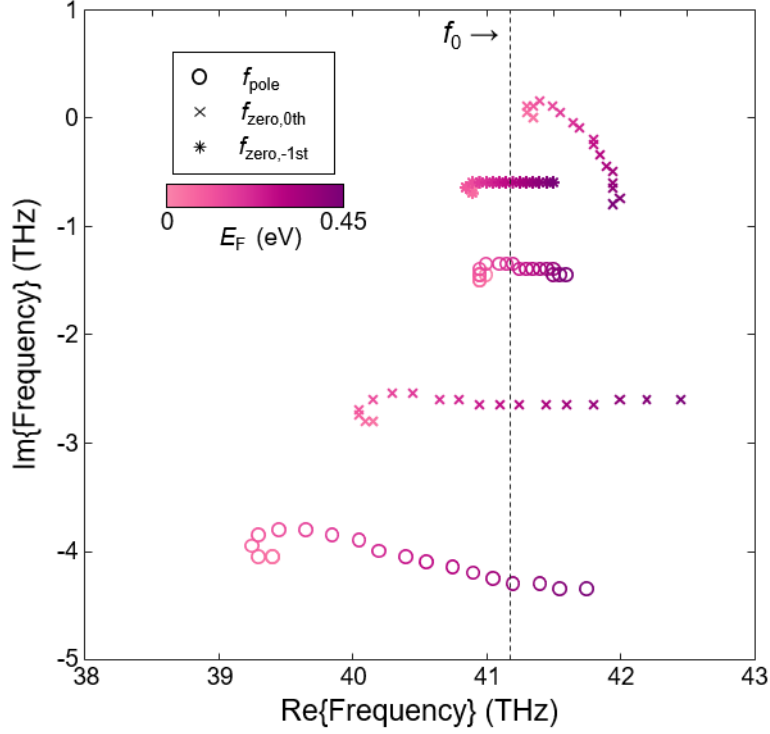 1
0
-1
-2
-3
-4
-5
38
39
40
41
42
43
Im{Frequency} (THz)
Re{Frequency} (THz)
f0 →
fpole
fzero,0th
fzero,-1st
0
0.45
EF (eV)